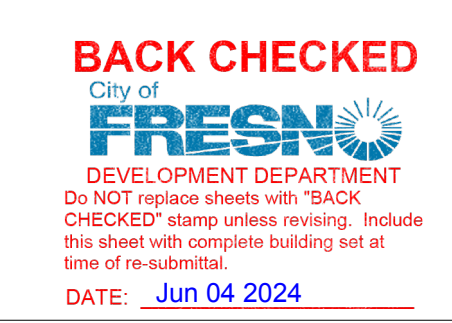 BACK CHECKED
City of
FRESNO
DEVELOPMENT DEPARTMENT
Do NOT replace sheets with "BACK
CHECKED" stamp unless revising. Include
this sheet with complete building set at
time of re-submittal.
DATE: Jun 04 2024